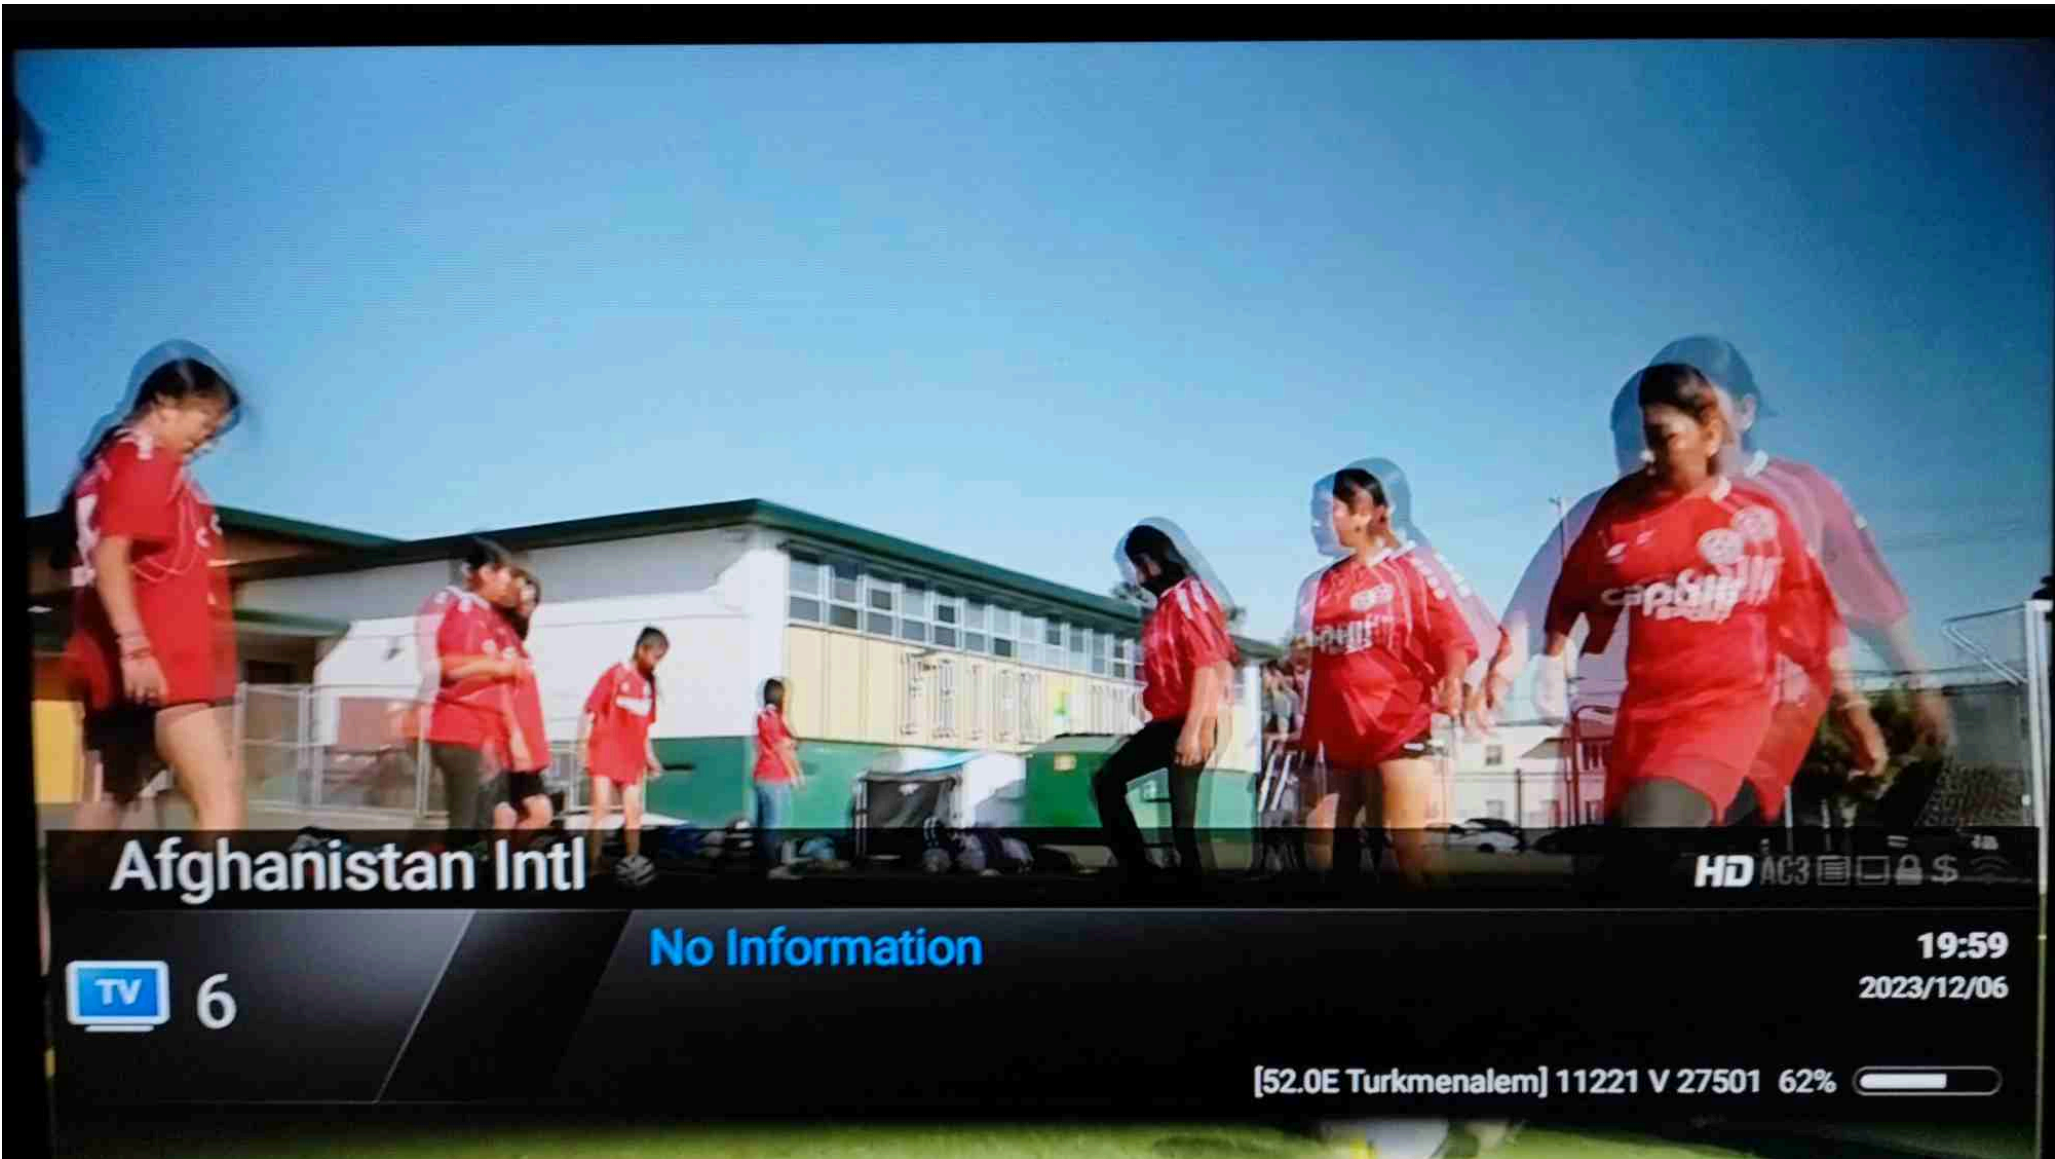 Afghanistan Intl
HD AC3 $
TV 6
No Information
19:59
2023/12/06
[52.0E Turkmenalem] 11221 V 27501 62%